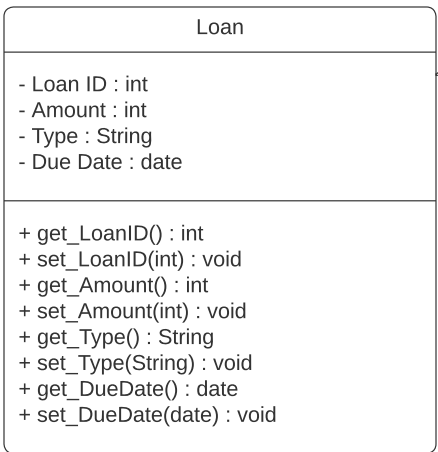 Loan
- Loan ID : int
- Amount : int
- Type : String
- Due Date : date
+ get_LoanID() : int
+ set_LoanID(int) : void
+ get_Amount() : int
+ set_Amount(int) : void
+ get_Type() : String
+ set_Type(String) : void
+ get_DueDate() : date
+ set_DueDate(date) : void